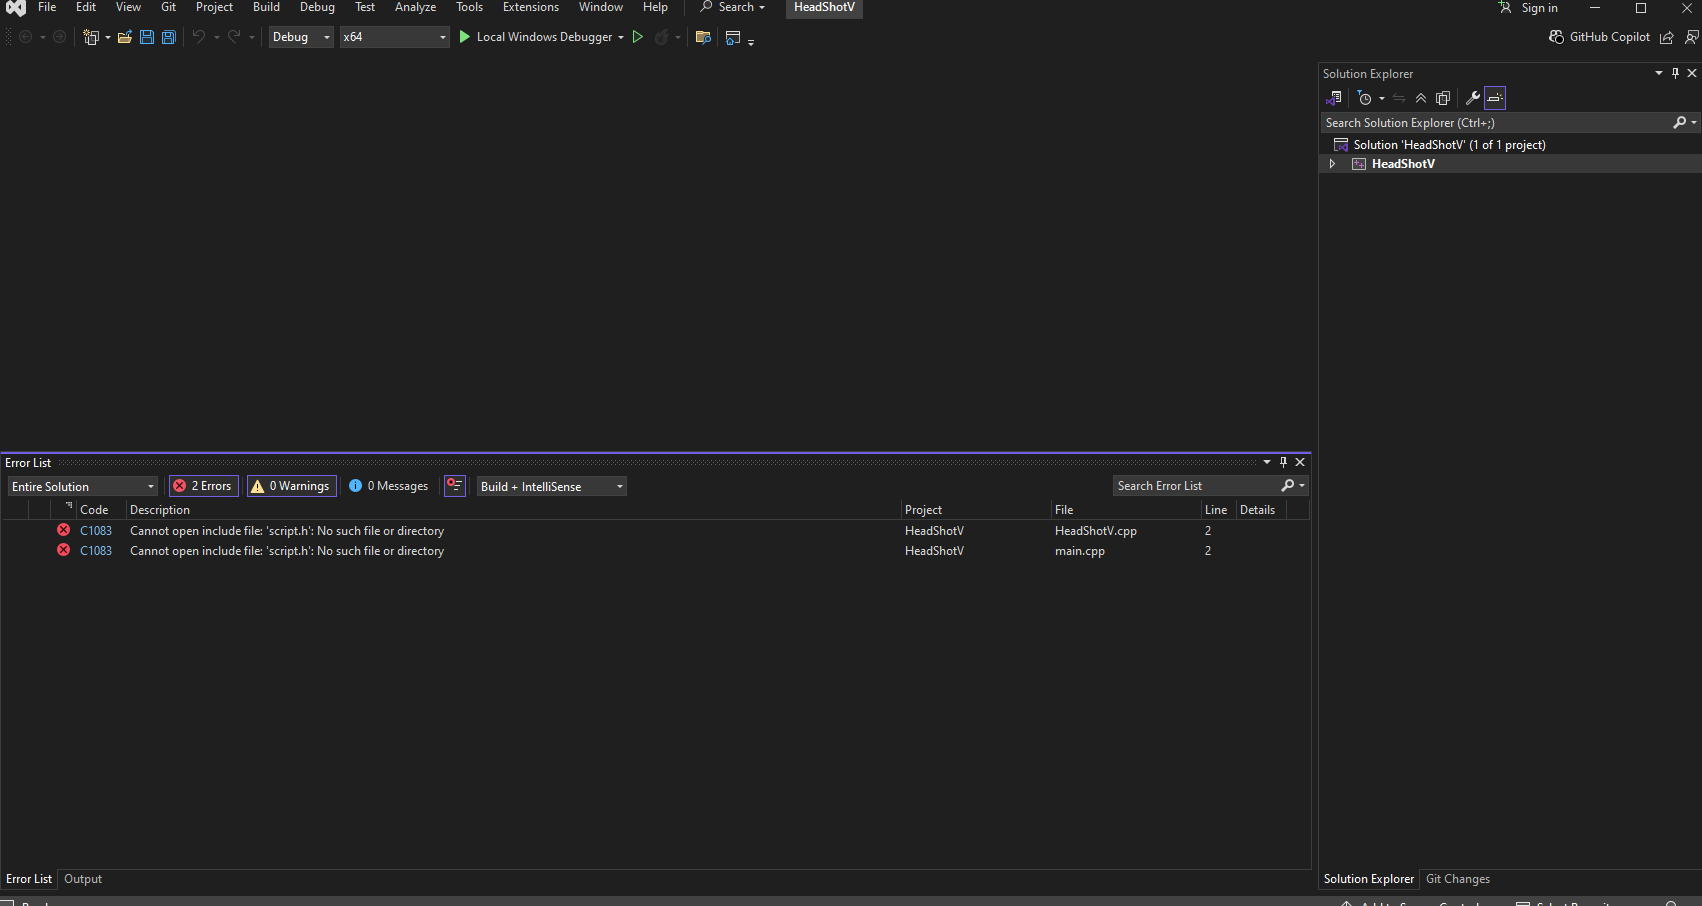 File Edit View Git Project Build Debug Test Analyze Tools Extensions Window Help Search HeadShotV Sign in
Debug x64 Local Windows Debugger GitHub Copilot
Solution Explorer
Search Solution Explorer (Ctrl+;)
Solution 'HeadShotV' (1 of 1 project)
HeadShotV
Error List
Entire Solution 2 Errors 0 Warnings 0 Messages Build + IntelliSense Search Error List
Code Description Project File Line Details
C1083 Cannot open include file: 'script.h': No such file or directory HeadShotV HeadShotV.cpp 2
C1083 Cannot open include file: 'script.h': No such file or directory HeadShotV main.cpp 2
Error List Output
Solution Explorer Git Changes